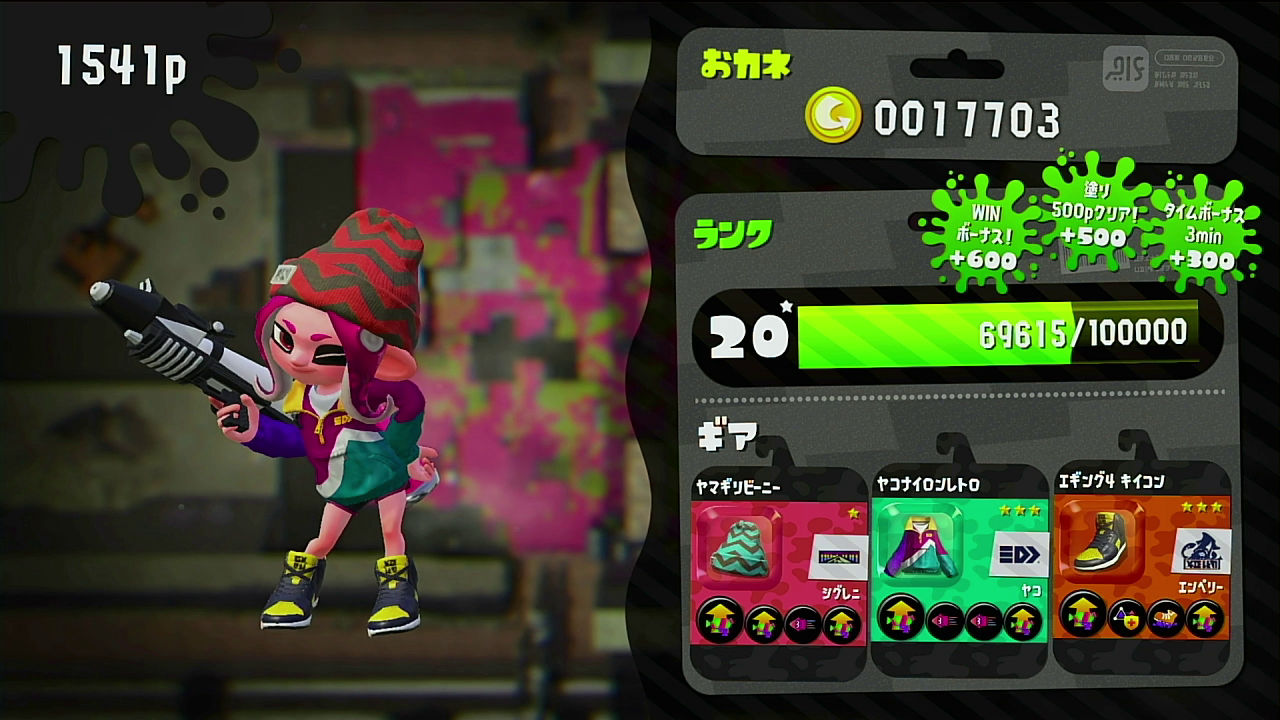 1541p
おカネ
0017703
ランク
WIN
ボーナス!
+600
塗り
500pクリア!
+500
タイムボーナス
3min
+300
20
69615/100000
ギア
ヤマギリビーニー
ヤコナイロンレトロ
エギング4 キイコン
シグレニ
ヤコ
エンペリー